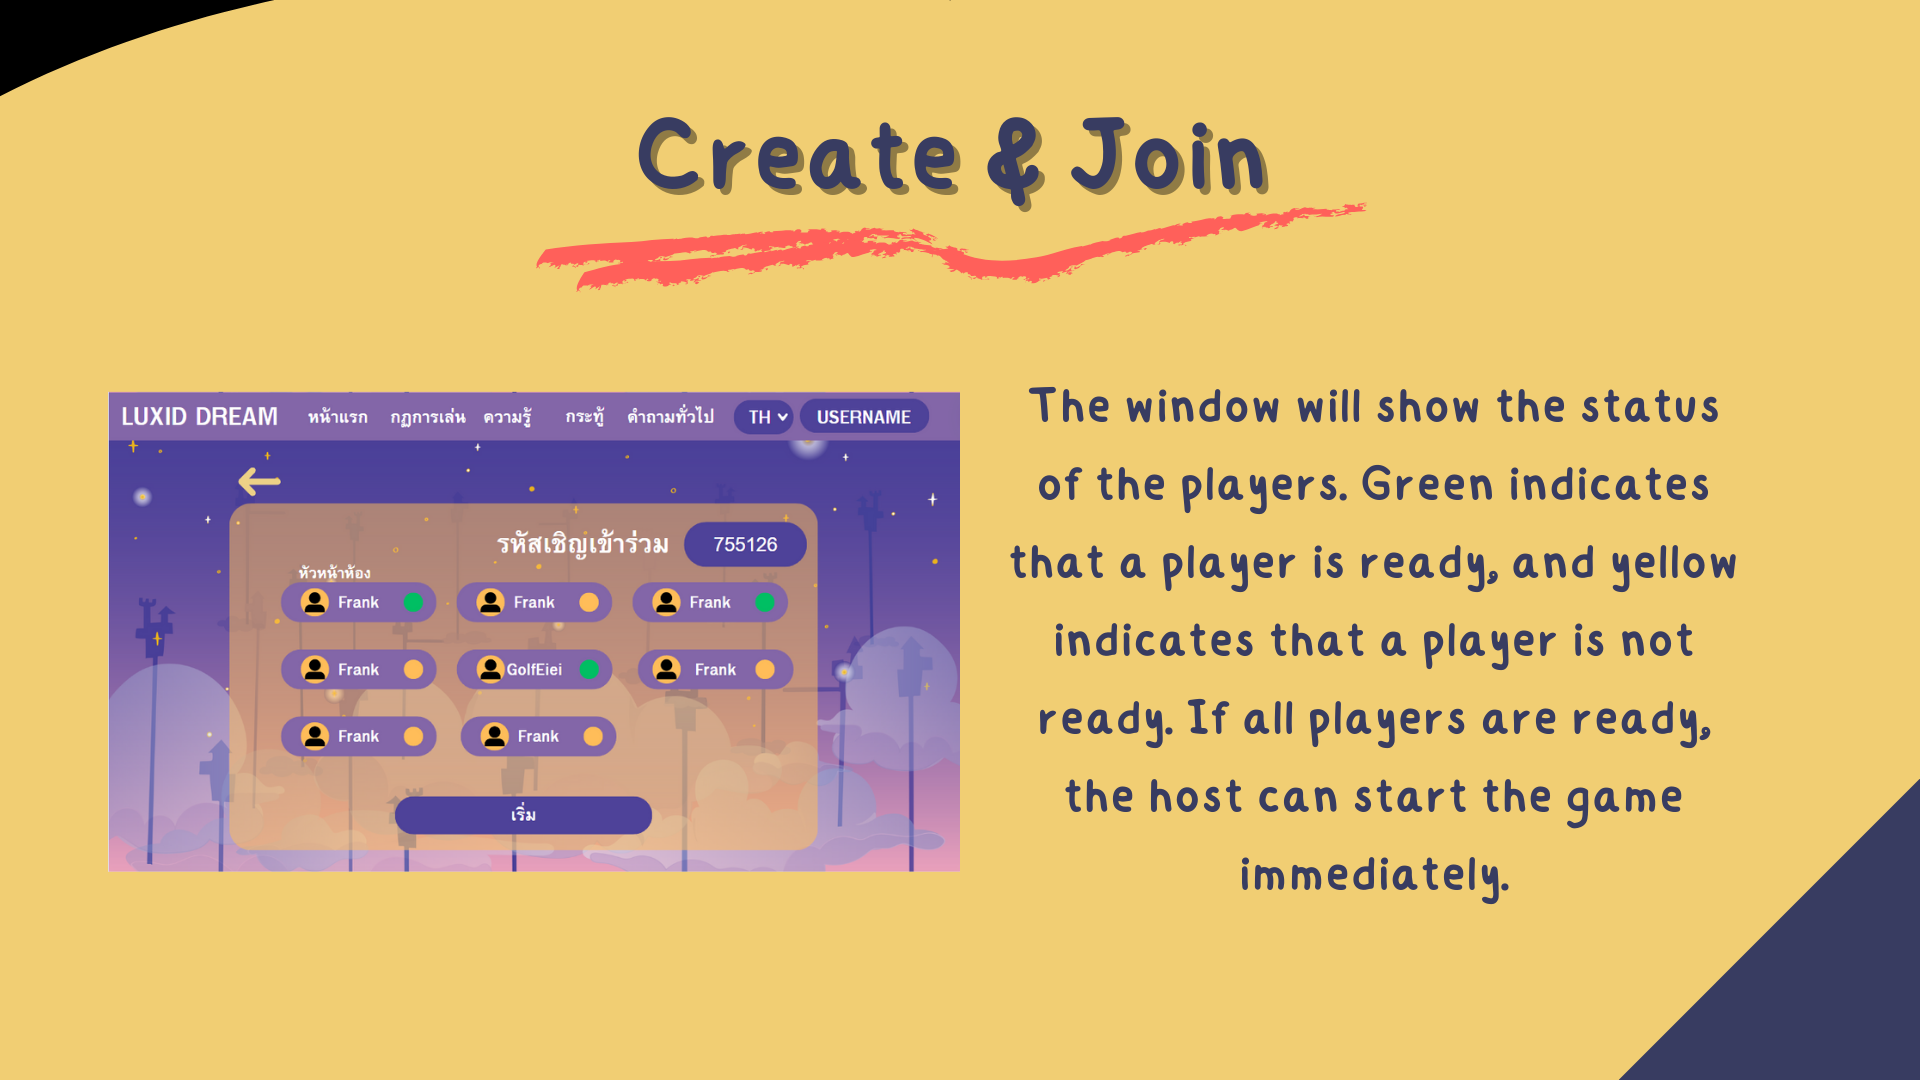 Create & Join
LUXID DREAM หน้าแรก กฎการเล่น ความรู้ กระทู้ คำถามทั่วไป TH USERNAME
รหัสเชิญเข้าร่วม 755126
หัวหน้าห้อง
Frank Frank Frank
Frank GolfEiei Frank
Frank Frank
เริ่ม
The window will show the status
of the players. Green indicates
that a player is ready, and yellow
indicates that a player is not
ready. If all players are ready,
the host can start the game
immediately.